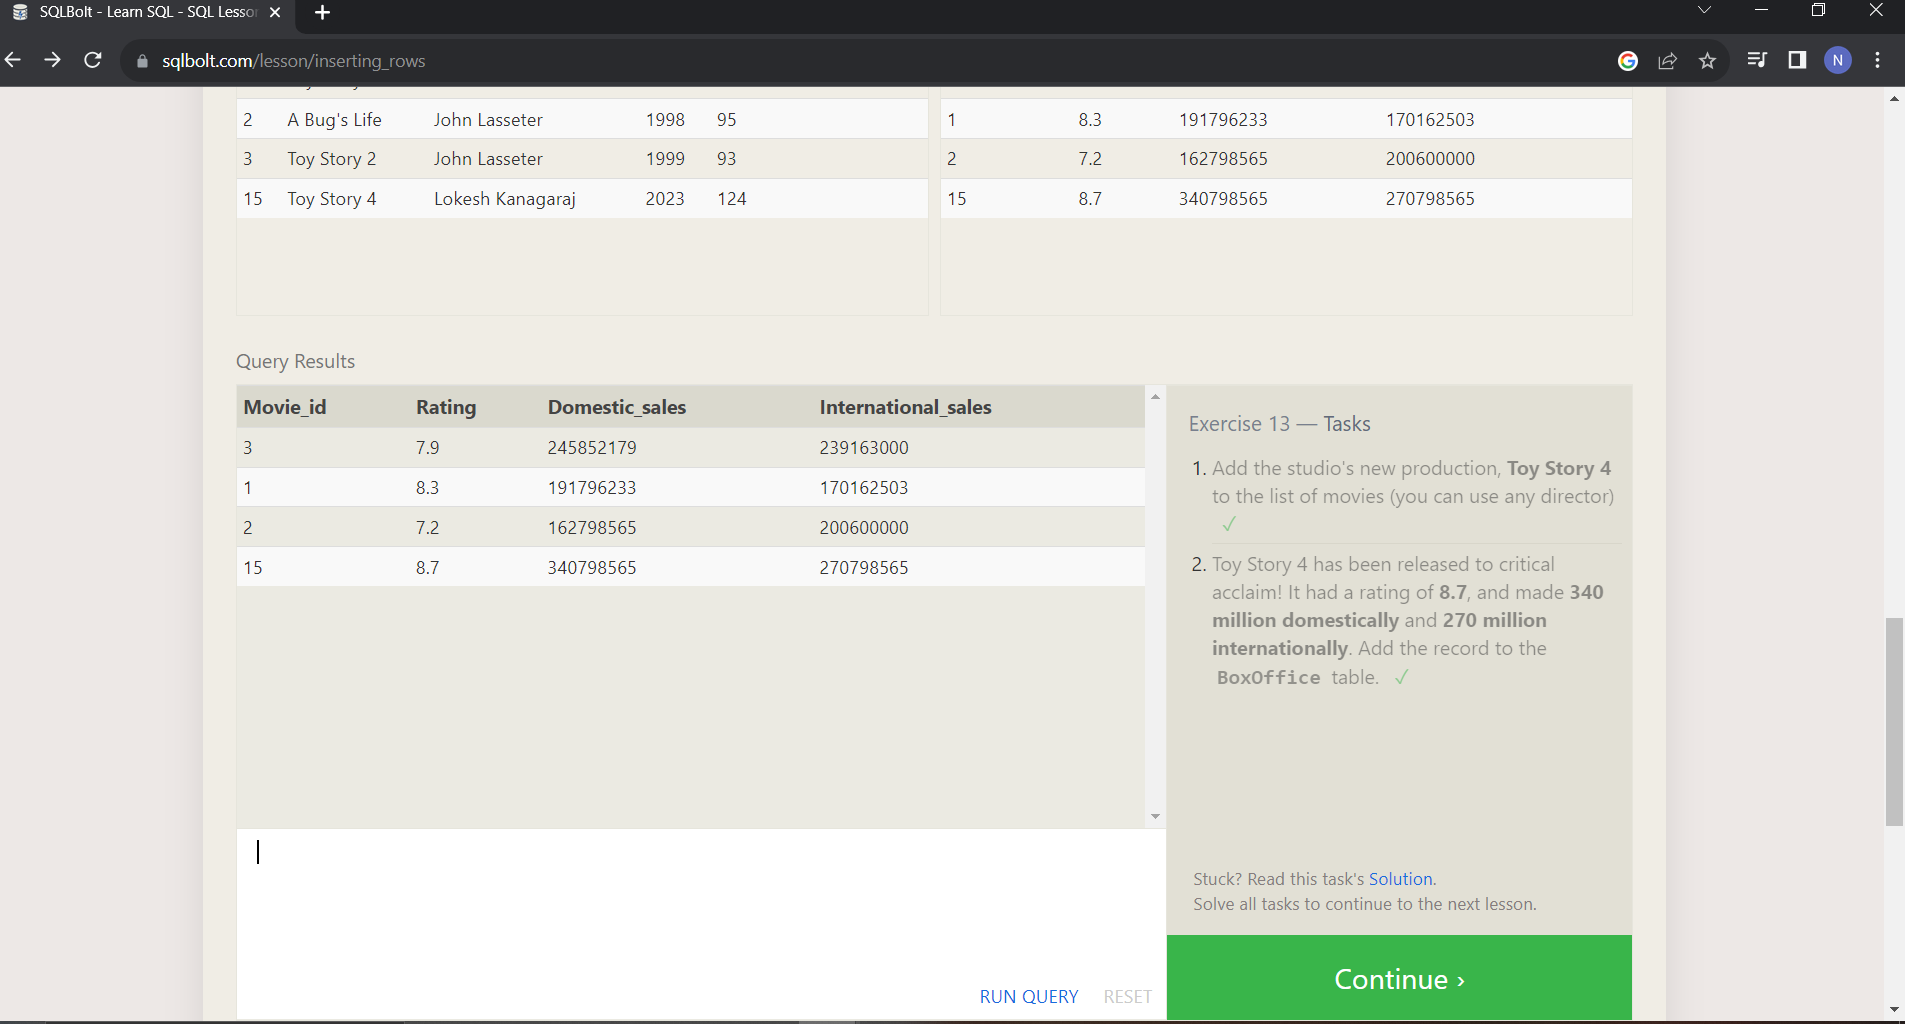 SQLBolt - Learn SQL - SQL Lesso
sqlbolt.com/lesson/inserting_rows
N
2 A Bug's Life John Lasseter 1998 95
3 Toy Story 2 John Lasseter 1999 93
15 Toy Story 4 Lokesh Kanagaraj 2023 124
1 8.3 191796233 170162503
2 7.2 162798565 200600000
15 8.7 340798565 270798565
Query Results
Movie_id Rating Domestic_sales International_sales
3 7.9 245852179 239163000
1 8.3 191796233 170162503
2 7.2 162798565 200600000
15 8.7 340798565 270798565
RUN QUERY RESET
Exercise 13 — Tasks
1. Add the studio's new production, Toy Story 4
to the list of movies (you can use any director)
✓
2. Toy Story 4 has been released to critical
acclaim! It had a rating of 8.7, and made 340
million domestically and 270 million
internationally. Add the record to the
BoxOffice table. ✓
Stuck? Read this task's Solution.
Solve all tasks to continue to the next lesson.
Continue ›